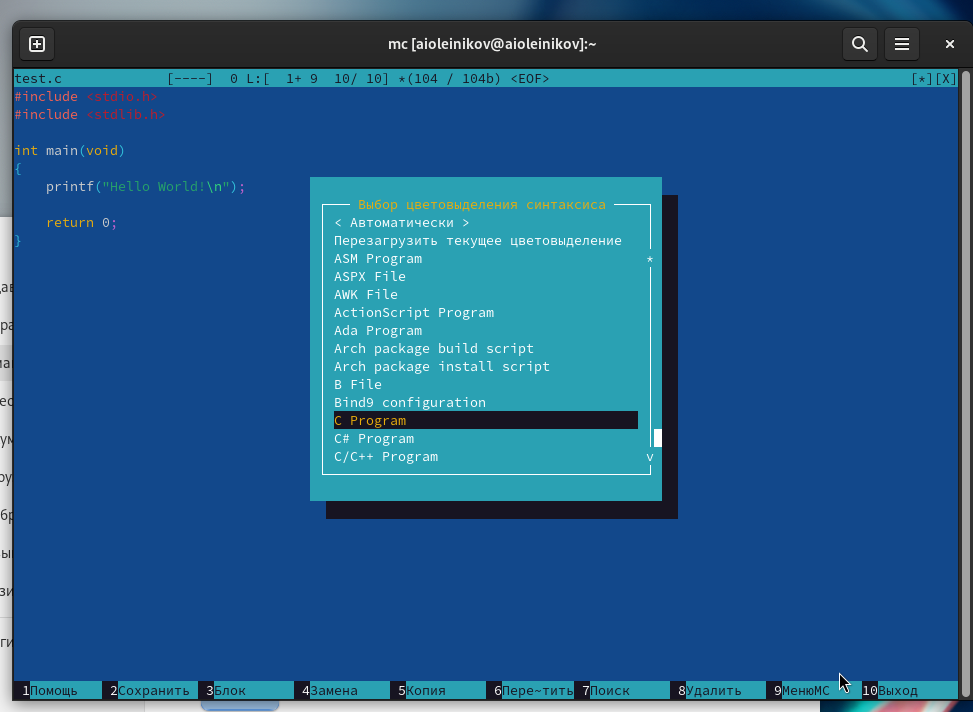 mc [aioleinikov@aioleinikov]:~
test.c [----] 0 L:[ 1+ 9 10/ 10] *(104 / 104b) <EOF> [*][X]
#include <stdio.h>
#include <stdlib.h>
int main(void)
{
printf("Hello World!\n");
return 0;
}
Выбор цветовыделения синтаксиса
< Автоматически >
Перезагрузить текущее цветовыделение
ASM Program
ASPX File
AWK File
ActionScript Program
Ada Program
Arch package build script
Arch package install script
B File
Bind9 configuration
C Program
C# Program
C/C++ Program
1Помощь 2Сохранить 3Блок 4Замена 5Копия 6Пере~тить 7Поиск 8Удалить 9МенюMC 10Выход